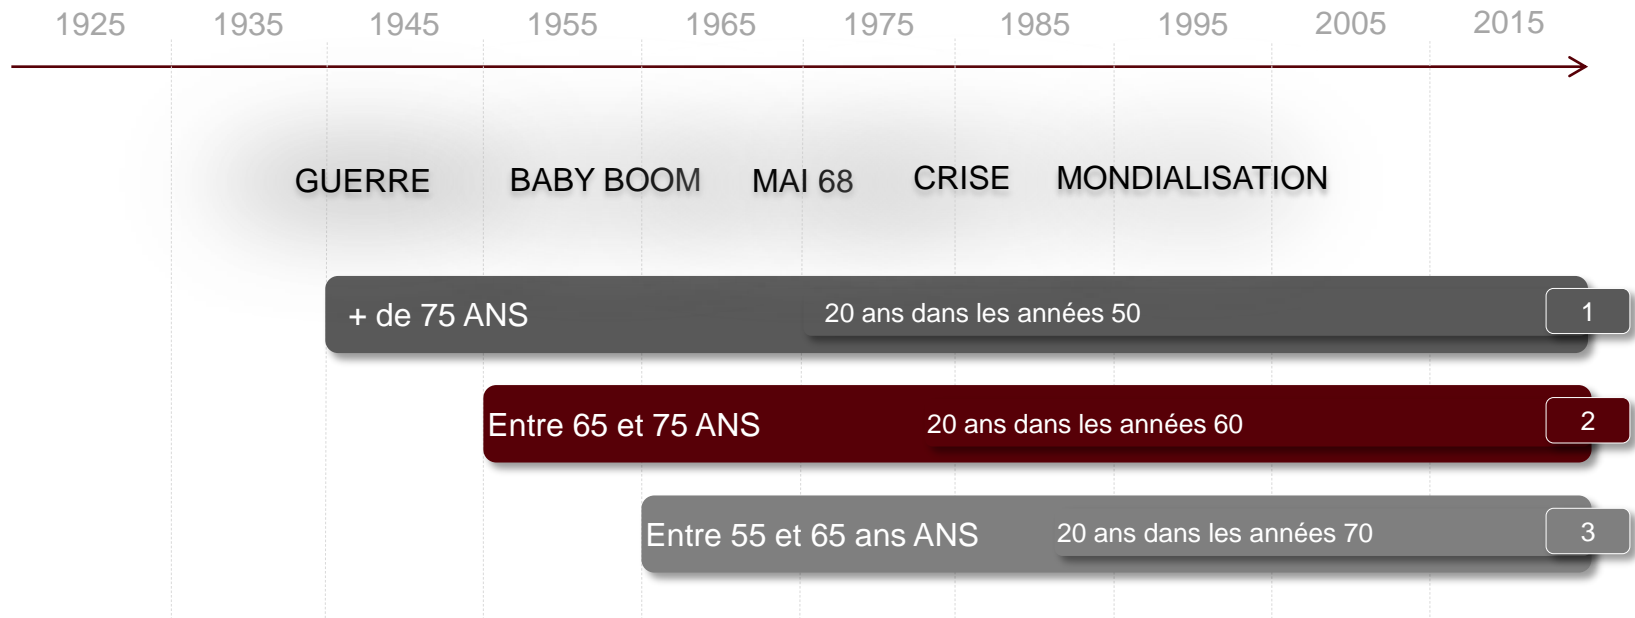 1925 1935 1945 1955 1965 1975 1985 1995 2005 2015
GUERRE BABY BOOM MAI 68 CRISE MONDIALISATION
+ de 75 ANS 20 ans dans les années 50 1
Entre 65 et 75 ANS 20 ans dans les années 60 2
Entre 55 et 65 ans ANS 20 ans dans les années 70 3